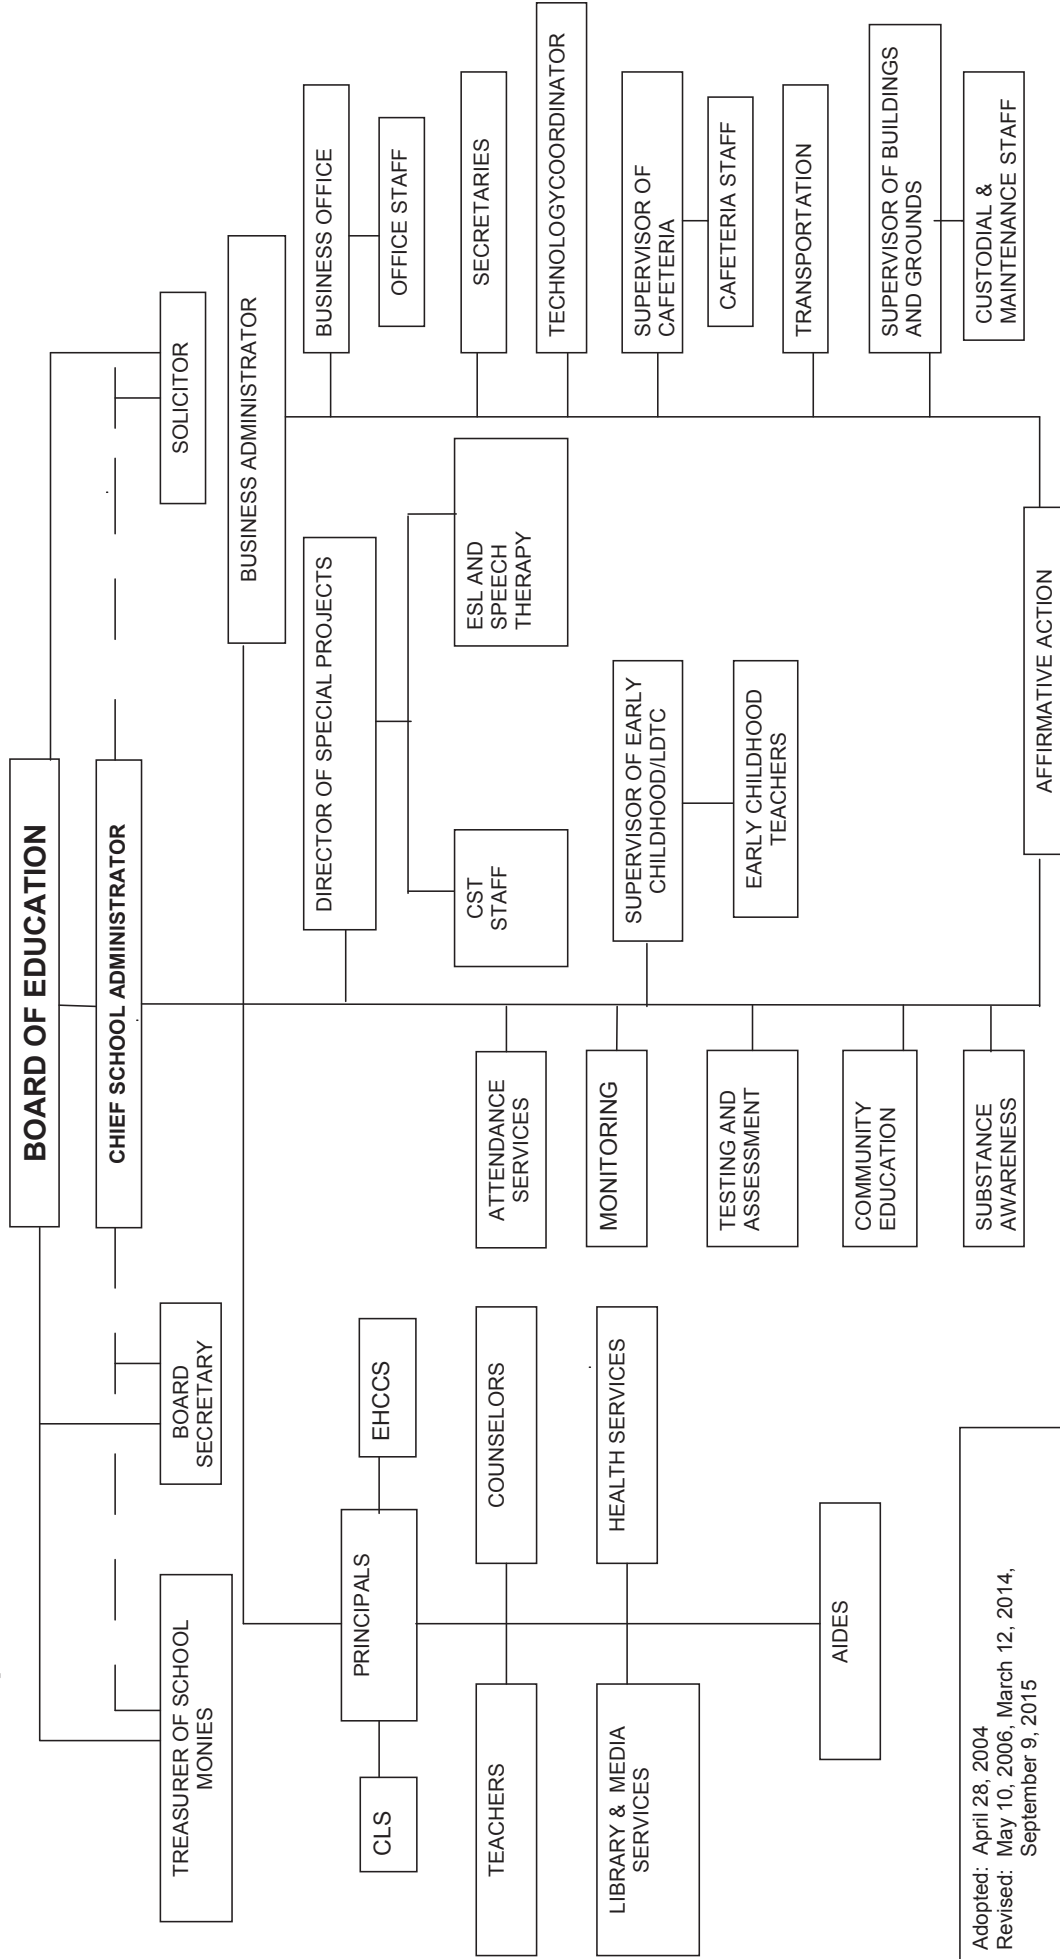 BOARD OF EDUCATION
CHIEF SCHOOL ADMINISTRATOR
TREASURER OF SCHOOL
MONIES
BOARD
SECRETARY
SOLICITOR
BUSINESS ADMINISTRATOR
CLS
PRINCIPALS
EHCCS
TEACHERS
COUNSELORS
LIBRARY & MEDIA
SERVICES
HEALTH SERVICES
AIDES
DIRECTOR OF SPECIAL PROJECTS
CST
STAFF
ESL AND
SPEECH
THERAPY
ATTENDANCE
SERVICES
MONITORING
SUPERVISOR OF EARLY
CHILDHOOD/LDTC
EARLY CHILDHOOD
TEACHERS
TESTING AND
ASSESSMENT
COMMUNITY
EDUCATION
SUBSTANCE
AWARENESS
BUSINESS OFFICE
OFFICE STAFF
SECRETARIES
TECHNOLOGYCOORDINATOR
SUPERVISOR OF
CAFETERIA
CAFETERIA STAFF
TRANSPORTATION
SUPERVISOR OF BUILDINGS
AND GROUNDS
CUSTODIAL &
MAINTENANCE STAFF
AFFIRMATIVE ACTION
Adopted: April 28, 2004
Revised: May 10, 2006, March 12, 2014,
September 9, 2015